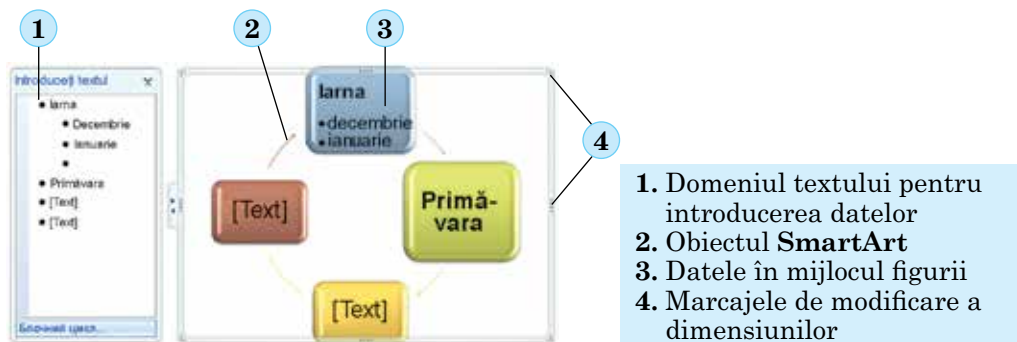 1
2
3
Introduceți textul
• Iarna
• Decembrie
• Ianuarie
•
• Primăvara
• [Text]
• [Text]
Блочный цикл...
Iarna
•decembrie
•ianuarie
4
[Text]
Primă-
vara
[Text]
1. Domeniul textului pentru
introducerea datelor
2. Obiectul SmartArt
3. Datele în mijlocul figurii
4. Marcajele de modificare a
dimensiunilor